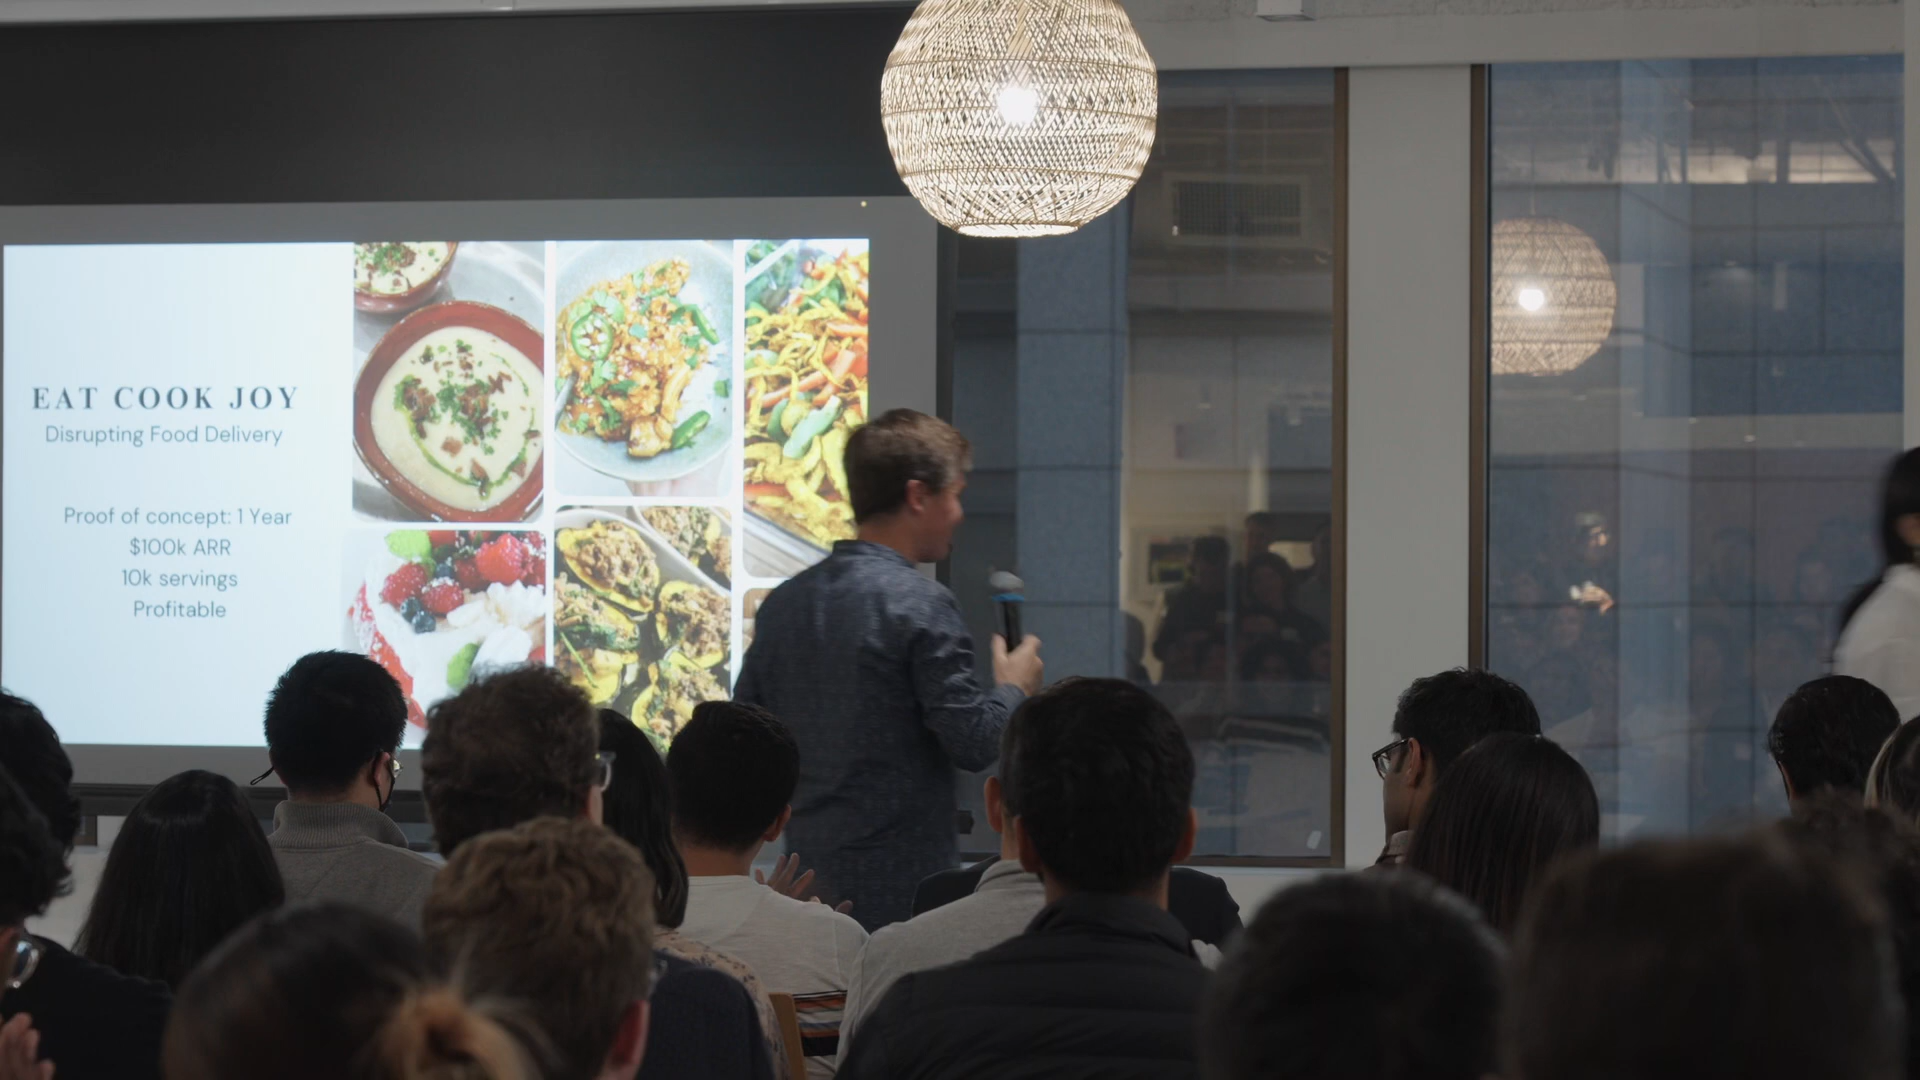 EAT COOK JOY
Disrupting Food Delivery
Proof of concept: 1 Year
$100k ARR
10k servings
Profitable